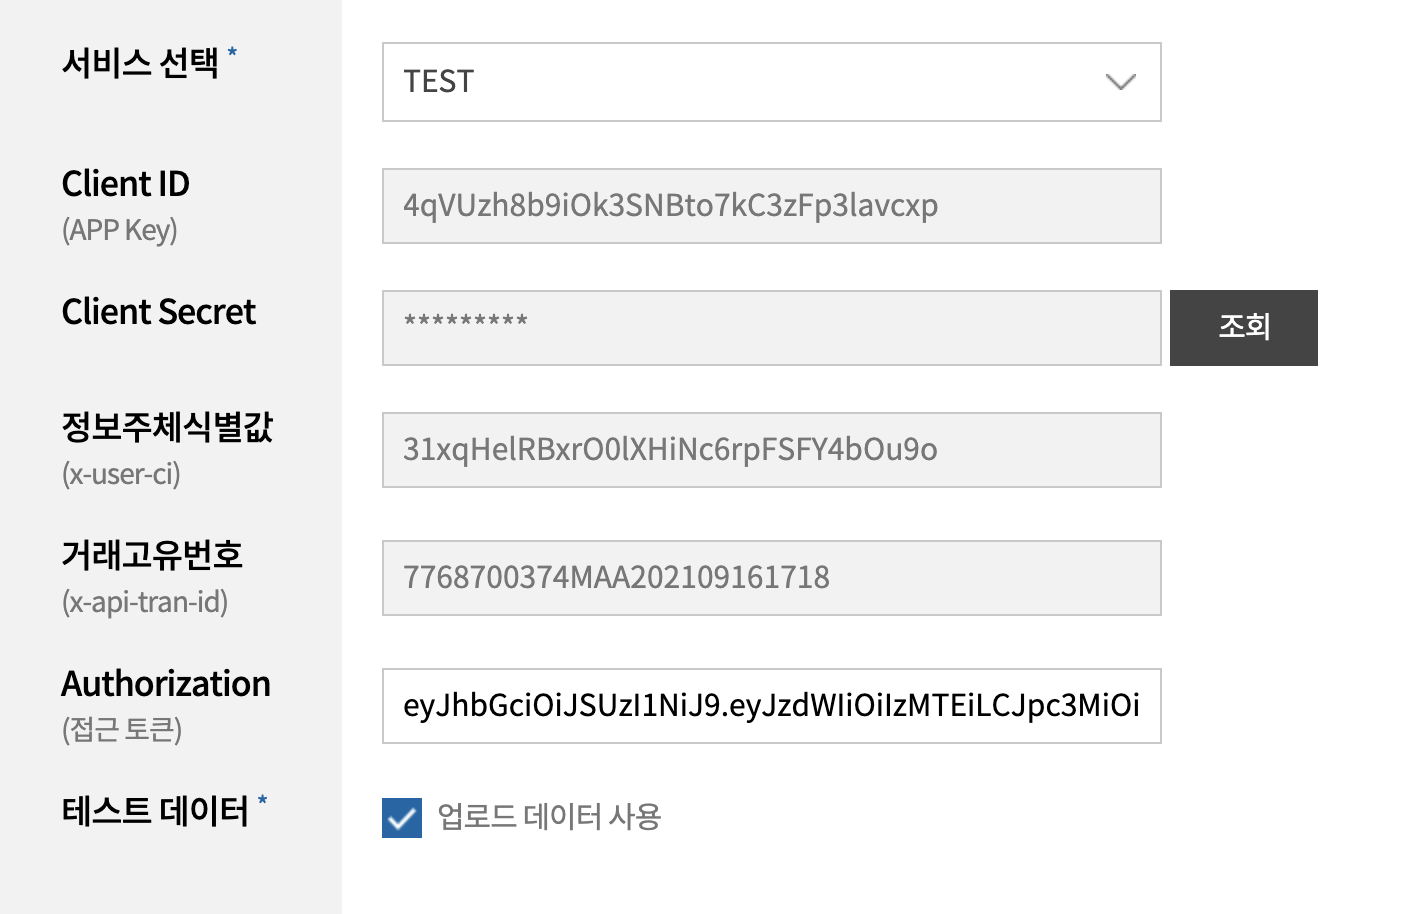 서비스 선택 *
TEST
Client ID
(APP Key)
4qVUzh8b9iOk3SNBto7kC3zFp3lavcxp
Client Secret
*********
조회
정보주체식별값
(x-user-ci)
31xqHelRBxrO0lXHiNc6rpFSFY4bOu9o
거래고유번호
(x-api-tran-id)
7768700374MAA202109161718
Authorization
(접근 토큰)
eyJhbGciOiJSUzI1NiJ9.eyJzdWIiOiIzMTEiLCJpc3MiOi
테스트 데이터 *
업로드 데이터 사용